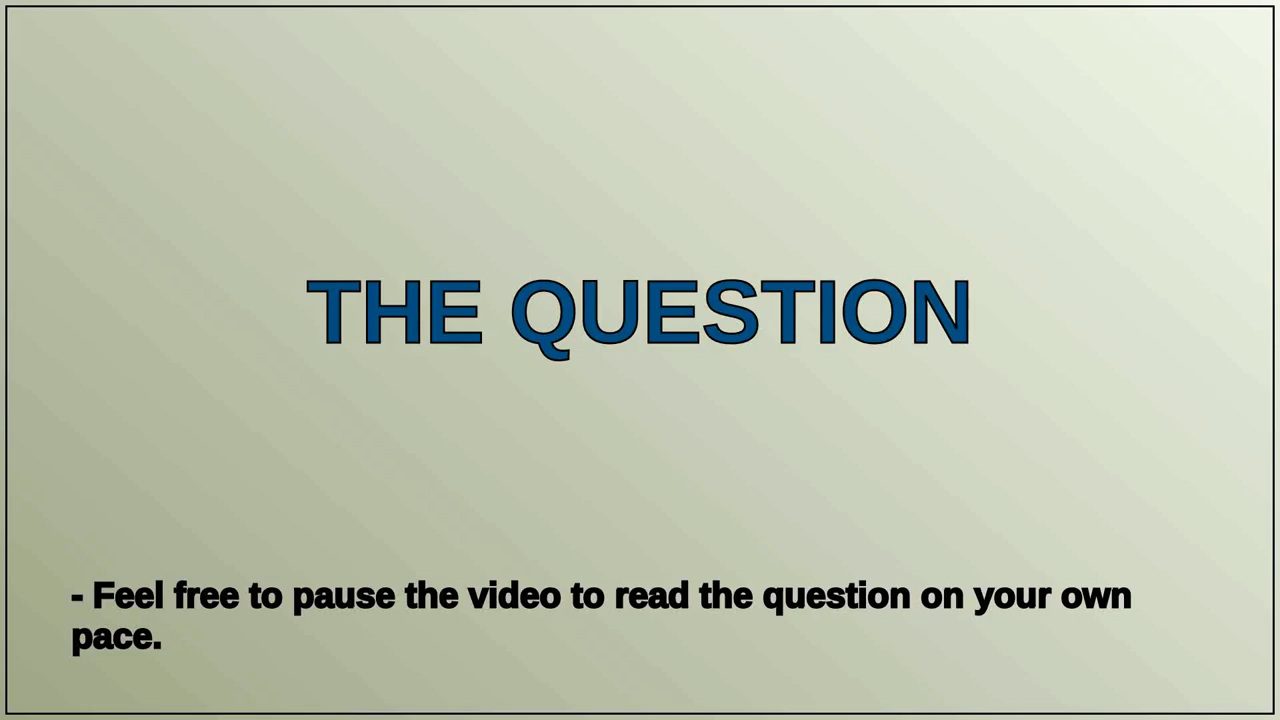 THE QUESTION
- Feel free to pause the video to read the question on your own
pace.